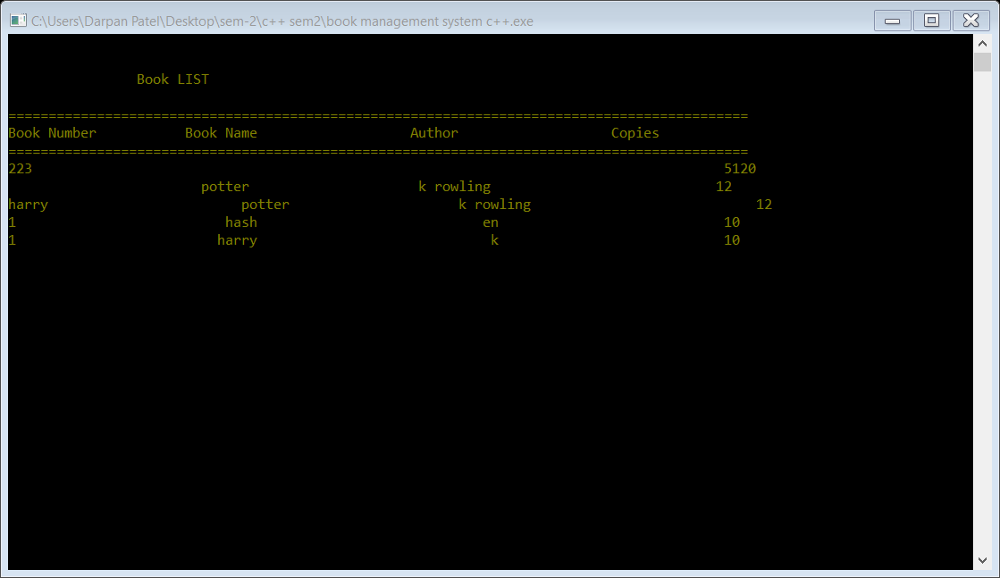 C:\Users\Darpan Patel\Desktop\sem-2\c++ sem2\book management system c++.exe
Book LIST
============================================================================================
Book Number Book Name Author Copies
============================================================================================
223 5120
potter k rowling 12
harry potter k rowling 12
1 hash en 10
1 harry k 10